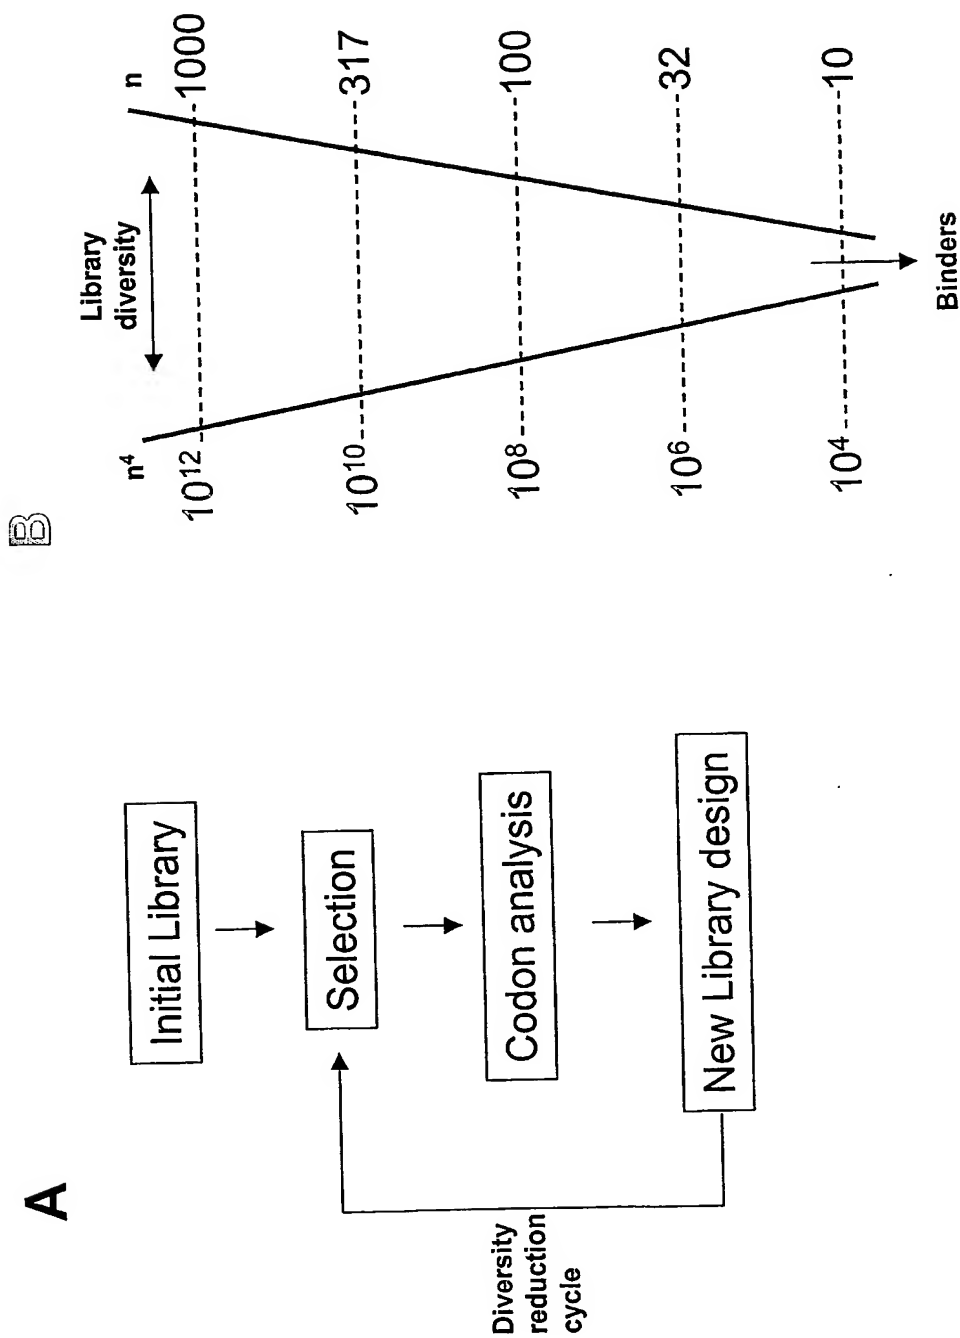 A
Initial Library
Selection
Codon analysis
New Library design
Diversity
reduction
cycle
B
Library
diversity
n⁴
n
10¹²
1000
10¹⁰
317
10⁸
100
10⁶
32
10⁴
10
Binders